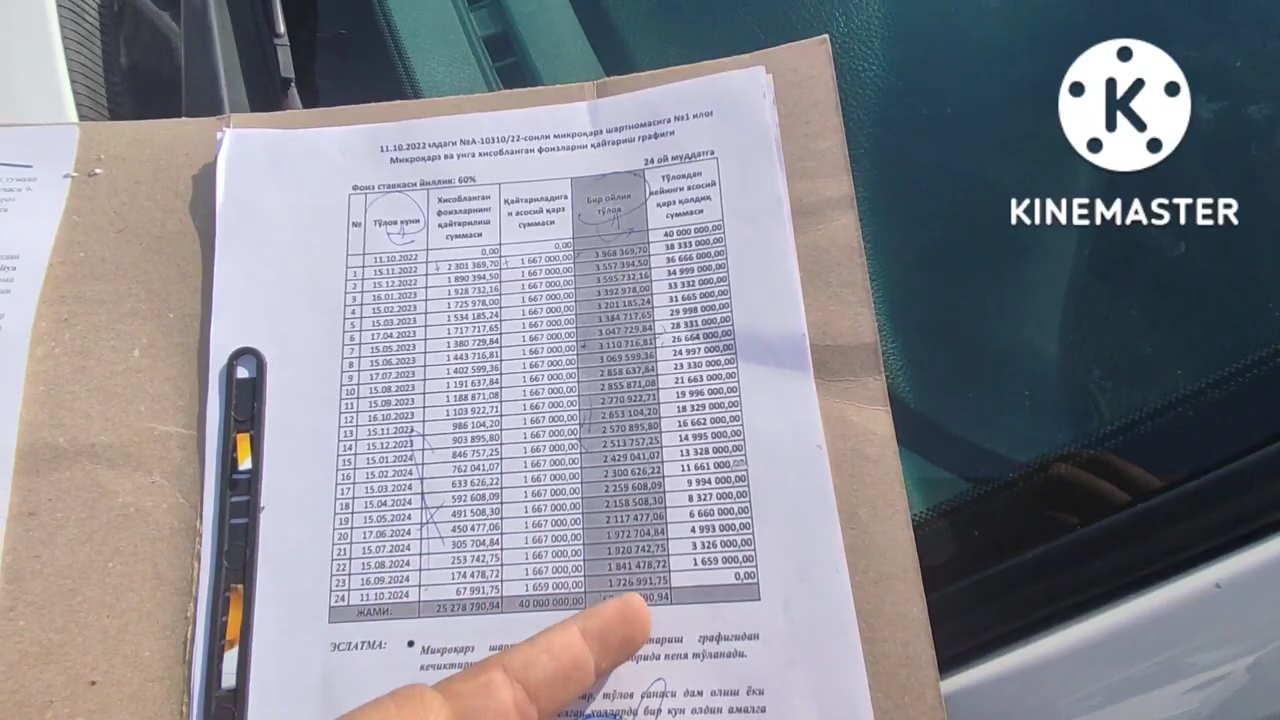 11.10.2022 йилдаги №А-10310/22-сонли микроқарз шартномасига №1 илова
Микроқарз ва унга хисобланган фоизларни қайтариш графиги
Фоиз ставкаси йиллик: 60% 24 ой муддатга
№ Тўлов куни Хисобланган фоизларнинг қайтарилиш суммаси Қайтариладиган асосий қарз суммаси Бир ойлик тўлов Тўловдан кейинги асосий қарз қолдиқ суммаси
11.10.2022 0,00 0,00 40 000 000,00
1 15.11.2022 2 301 369,70 1 667 000,00 3 968 369,70 38 333 000,00
2 15.12.2022 1 890 394,50 1 667 000,00 3 557 394,50 36 666 000,00
3 16.01.2023 1 928 732,16 1 667 000,00 3 595 732,16 34 999 000,00
4 15.02.2023 1 725 978,00 1 667 000,00 3 392 978,00 33 332 000,00
5 15.03.2023 1 534 185,24 1 667 000,00 3 201 185,24 31 665 000,00
6 17.04.2023 1 717 717,65 1 667 000,00 3 384 717,65 29 998 000,00
7 15.05.2023 1 380 729,84 1 667 000,00 3 047 729,84 28 331 000,00
8 15.06.2023 1 443 716,81 1 667 000,00 3 110 716,81 26 664 000,00
9 17.07.2023 1 402 599,36 1 667 000,00 3 069 599,36 24 997 000,00
10 15.08.2023 1 191 637,84 1 667 000,00 2 858 637,84 23 330 000,00
11 15.09.2023 1 188 871,08 1 667 000,00 2 855 871,08 21 663 000,00
12 16.10.2023 1 103 922,71 1 667 000,00 2 770 922,71 19 996 000,00
13 15.11.2023 986 104,20 1 667 000,00 2 653 104,20 18 329 000,00
14 15.12.2023 903 895,80 1 667 000,00 2 570 895,80 16 662 000,00
15 15.01.2024 846 757,25 1 667 000,00 2 513 757,25 14 995 000,00
16 15.02.2024 762 041,07 1 667 000,00 2 429 041,07 13 328 000,00
17 15.03.2024 633 626,22 1 667 000,00 2 300 626,22 11 661 000,00
18 15.04.2024 592 608,09 1 667 000,00 2 259 608,09 9 994 000,00
19 15.05.2024 491 508,30 1 667 000,00 2 158 508,30 8 327 000,00
20 17.06.2024 450 477,06 1 667 000,00 2 117 477,06 6 660 000,00
21 15.07.2024 305 704,84 1 667 000,00 1 972 704,84 4 993 000,00
22 15.08.2024 253 742,75 1 667 000,00 1 920 742,75 3 326 000,00
23 16.09.2024 174 478,72 1 667 000,00 1 841 478,72 1 659 000,00
24 11.10.2024 67 991,75 1 659 000,00 1 726 991,75 0,00
ЖАМИ: 25 278 790,94 40 000 000,00 790,94
ЭСЛАТМА: • Микроқарз графигидан
пеня тўланади.
тўлов санаси дам олиш ёки
холларда бир кун олдин амалга
KINEMASTER